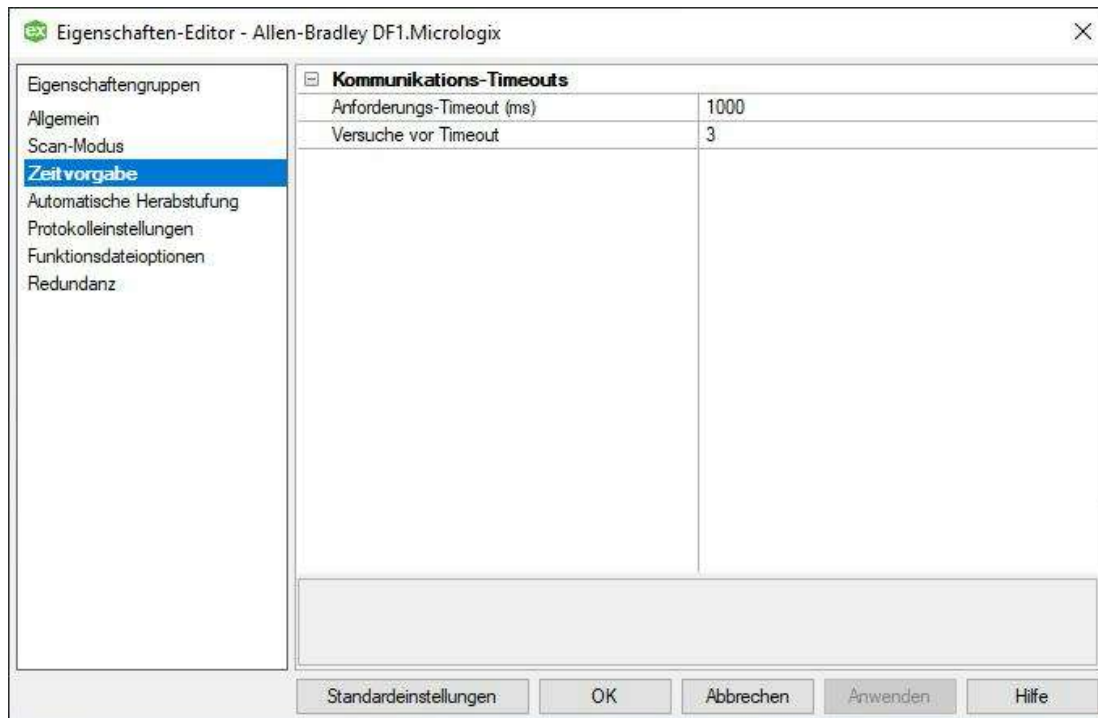 ex Eigenschaften-Editor - Allen-Bradley DF1.Micrologix
Eigenschaftengruppen
Allgemein
Scan-Modus
Zeitvorgabe
Automatische Herabstufung
Protokolleinstellungen
Funktionsdateioptionen
Redundanz
Kommunikations-Timeouts
Anforderungs-Timeout (ms) 1000
Versuche vor Timeout 3
Standardeinstellungen OK Abbrechen Anwenden Hilfe